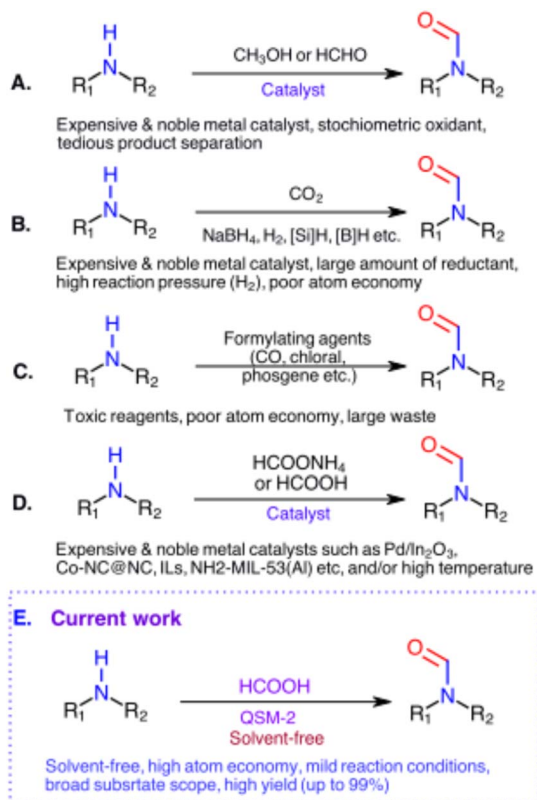 H
N
R1 R2
CH3OH or HCHO
Catalyst
O
N
R1 R2
A.
Expensive & noble metal catalyst, stochiometric oxidant,
tedious product separation
H
N
R1 R2
CO2
NaBH4, H2, [Si]H, [B]H etc.
O
N
R1 R2
B.
Expensive & noble metal catalyst, large amount of reductant,
high reaction pressure (H2), poor atom economy
H
N
R1 R2
Formylating agents
(CO, chloral,
phosgene etc.)
O
N
R1 R2
C.
Toxic reagents, poor atom economy, large waste
H
N
R1 R2
HCOONH4
or HCOOH
Catalyst
O
N
R1 R2
D.
Expensive & noble metal catalysts such as Pd/In2O3,
Co-NC@NC, ILs, NH2-MIL-53(Al) etc, and/or high temperature
E. Current work
H
N
R1 R2
HCOOH
QSM-2
Solvent-free
O
N
R1 R2
Solvent-free, high atom economy, mild reaction conditions,
broad subsrtate scope, high yield (up to 99%)